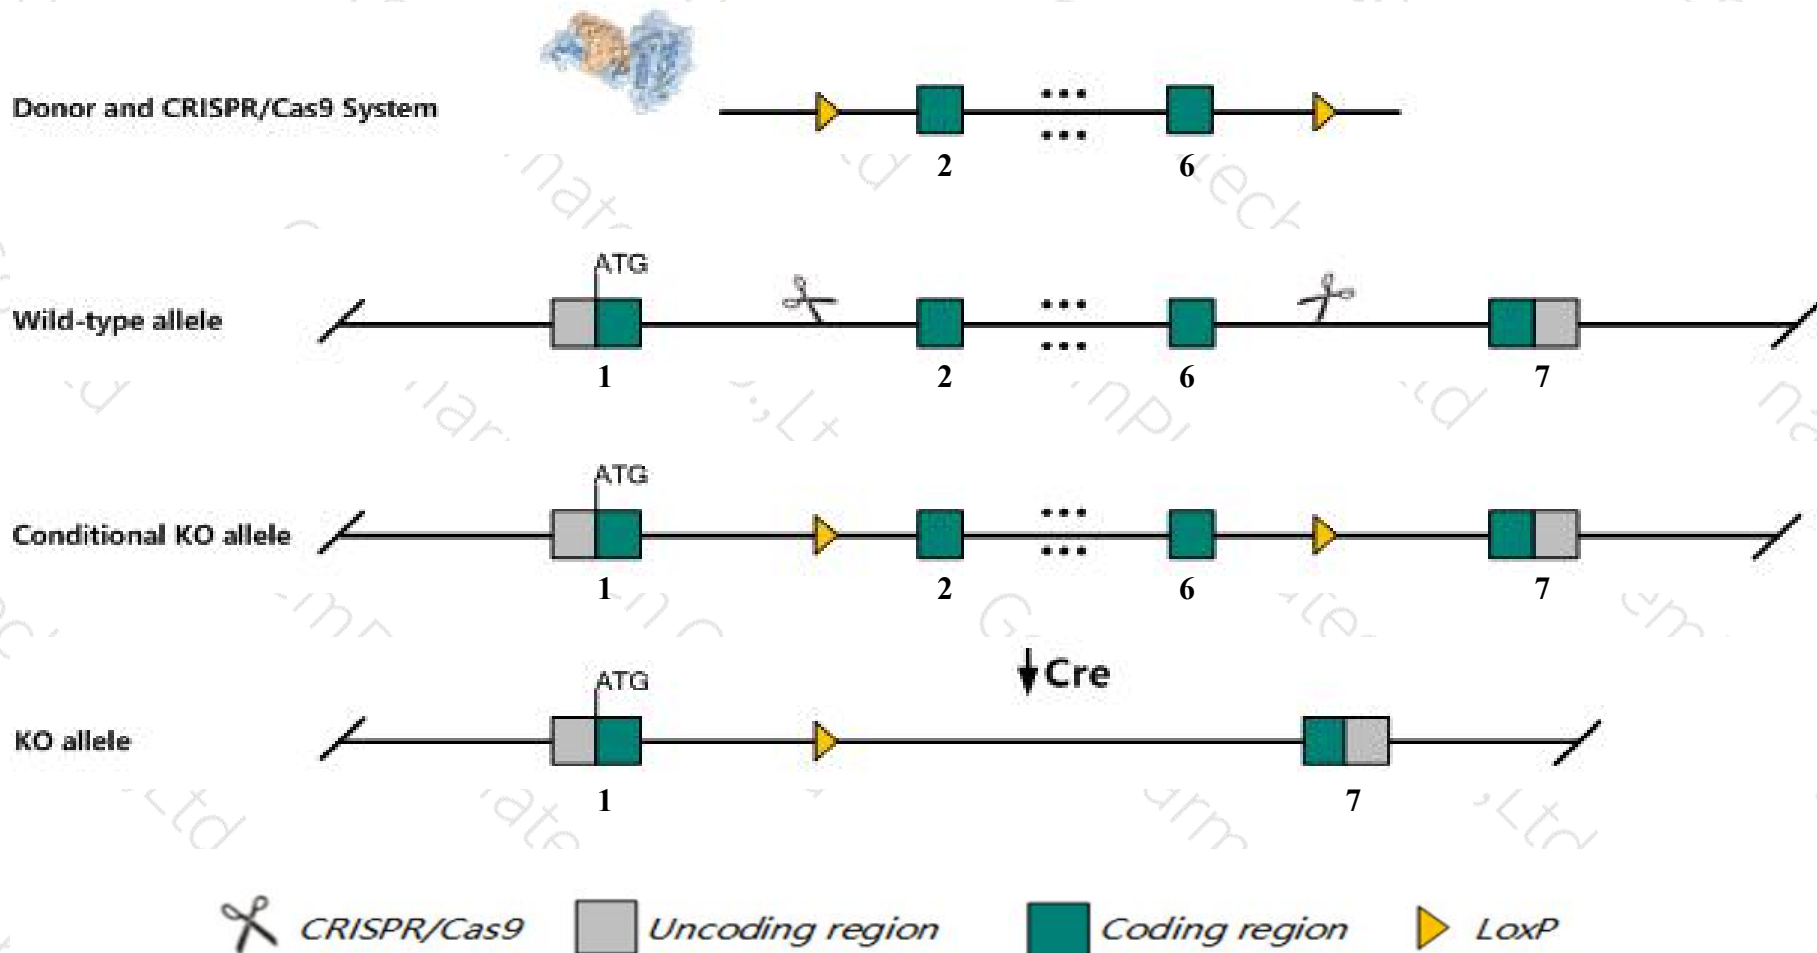 Donor and CRISPR/Cas9 System
... 
...
2 6
ATG
Wild-type allele
...
...
1 2 6 7
ATG
Conditional KO allele
...
...
1 2 6 7
Cre
ATG
KO allele
1 7
CRISPR/Cas9 Uncoding region Coding region LoxP